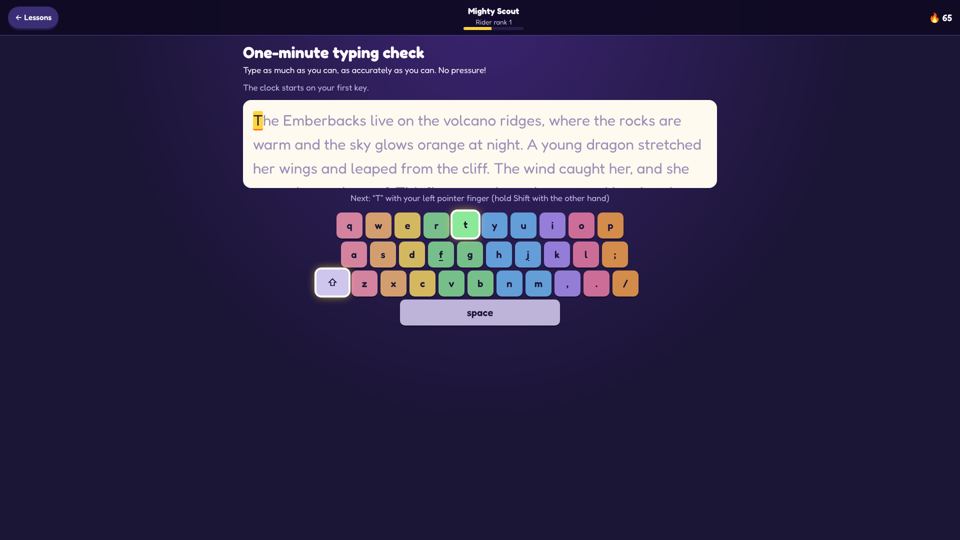 ← Lessons
Mighty Scout
Rider rank 1
🔥 65
One-minute typing check
Type as much as you can, as accurately as you can. No pressure!
The clock starts on your first key.
The Emberbacks live on the volcano ridges, where the rocks are
warm and the sky glows orange at night. A young dragon stretched
her wings and leaped from the cliff. The wind caught her, and she
Next: "T" with your left pointer finger (hold Shift with the other hand)
q w e r t y u i o p
a s d f g h j k l ;
⇧ z x c v b n m , . /
space